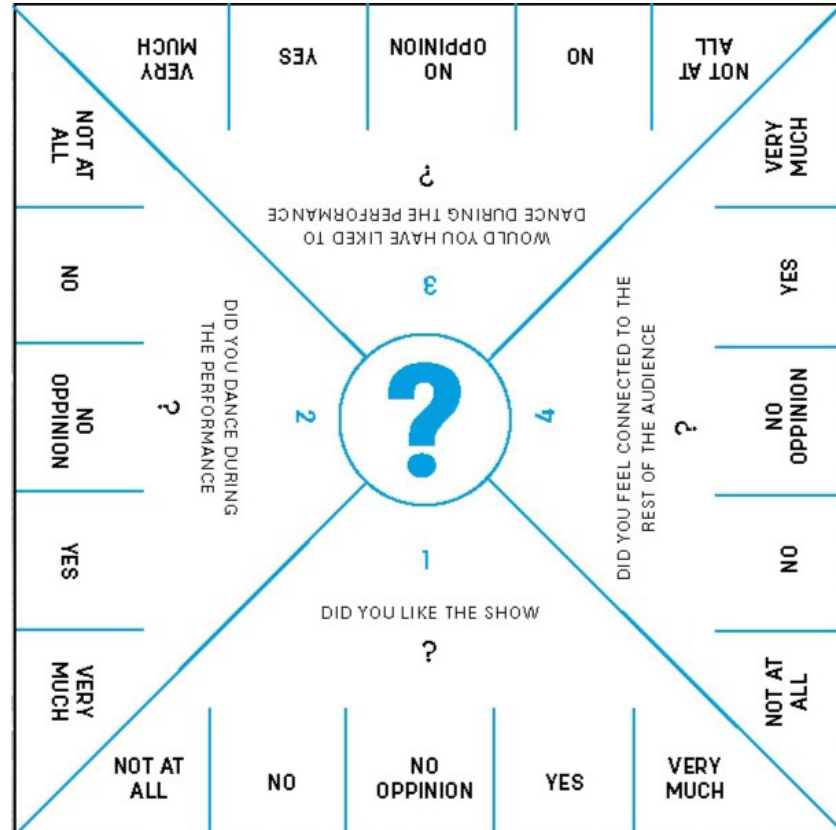 1
DID YOU LIKE THE SHOW
?
NOT AT
ALL
NO
NO
OPPINION
YES
VERY
MUCH
2
DID YOU DANCE DURING
THE PERFORMANCE
?
NOT AT
ALL
NO
NO
OPPINION
YES
VERY
MUCH
3
WOULD YOU HAVE LIKED TO
DANCE DURING THE PERFORMANCE
?
NOT AT
ALL
NO
NO
OPPINION
YES
VERY
MUCH
4
DID YOU FEEL CONNECTED TO THE
REST OF THE AUDIENCE
?
NOT AT
ALL
NO
NO
OPPINION
YES
VERY
MUCH
?